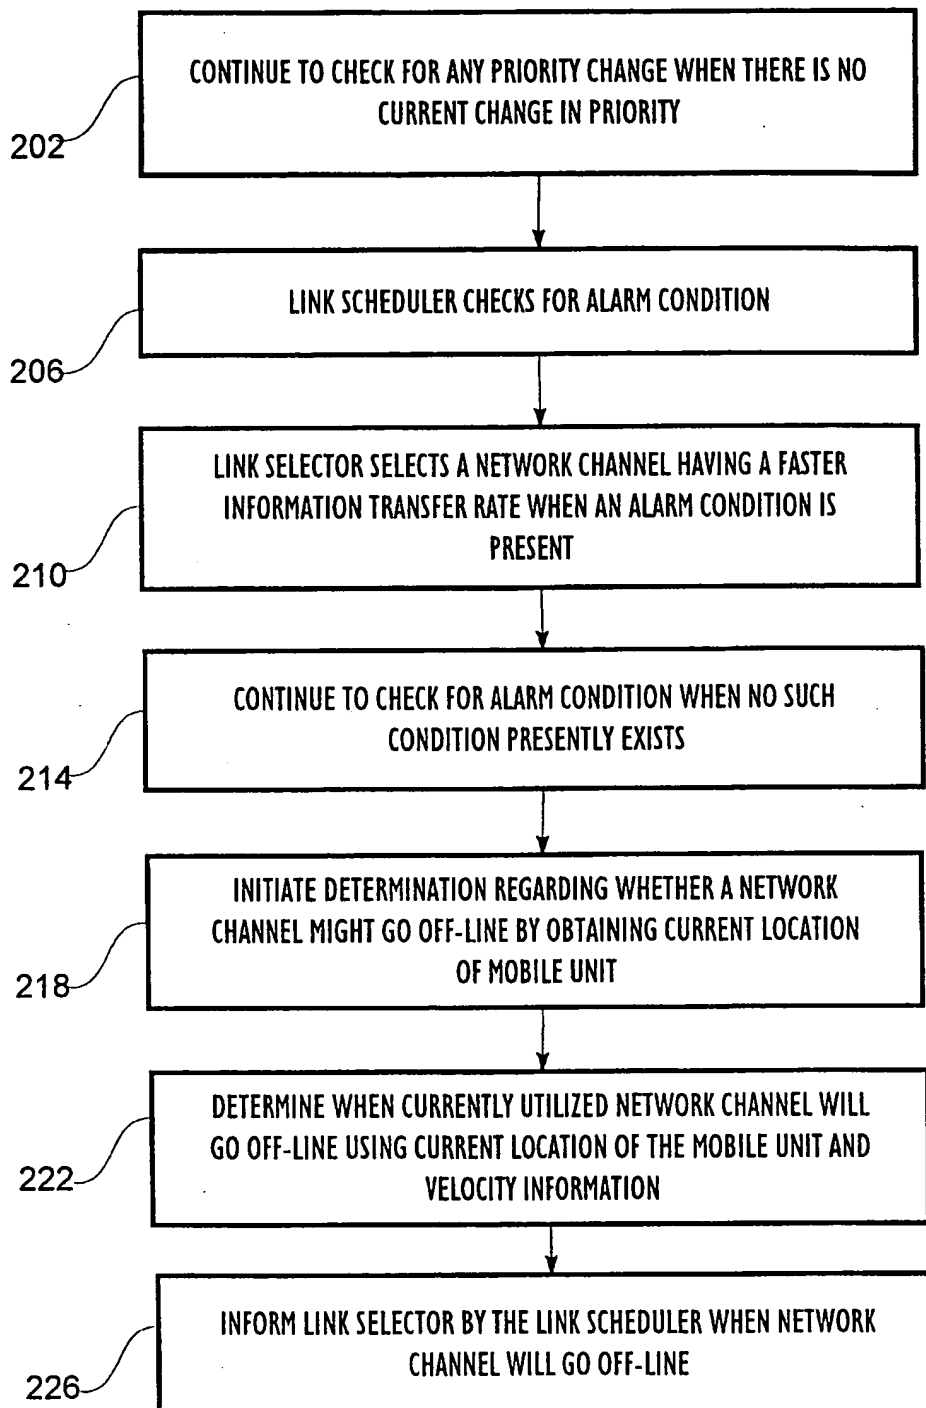 CONTINUE TO CHECK FOR ANY PRIORITY CHANGE WHEN THERE IS NO
CURRENT CHANGE IN PRIORITY
202
LINK SCHEDULER CHECKS FOR ALARM CONDITION
206
LINK SELECTOR SELECTS A NETWORK CHANNEL HAVING A FASTER
INFORMATION TRANSFER RATE WHEN AN ALARM CONDITION IS
PRESENT
210
CONTINUE TO CHECK FOR ALARM CONDITION WHEN NO SUCH
CONDITION PRESENTLY EXISTS
214
INITIATE DETERMINATION REGARDING WHETHER A NETWORK
CHANNEL MIGHT GO OFF-LINE BY OBTAINING CURRENT LOCATION
OF MOBILE UNIT
218
DETERMINE WHEN CURRENTLY UTILIZED NETWORK CHANNEL WILL
GO OFF-LINE USING CURRENT LOCATION OF THE MOBILE UNIT AND
VELOCITY INFORMATION
222
INFORM LINK SELECTOR BY THE LINK SCHEDULER WHEN NETWORK
CHANNEL WILL GO OFF-LINE
226